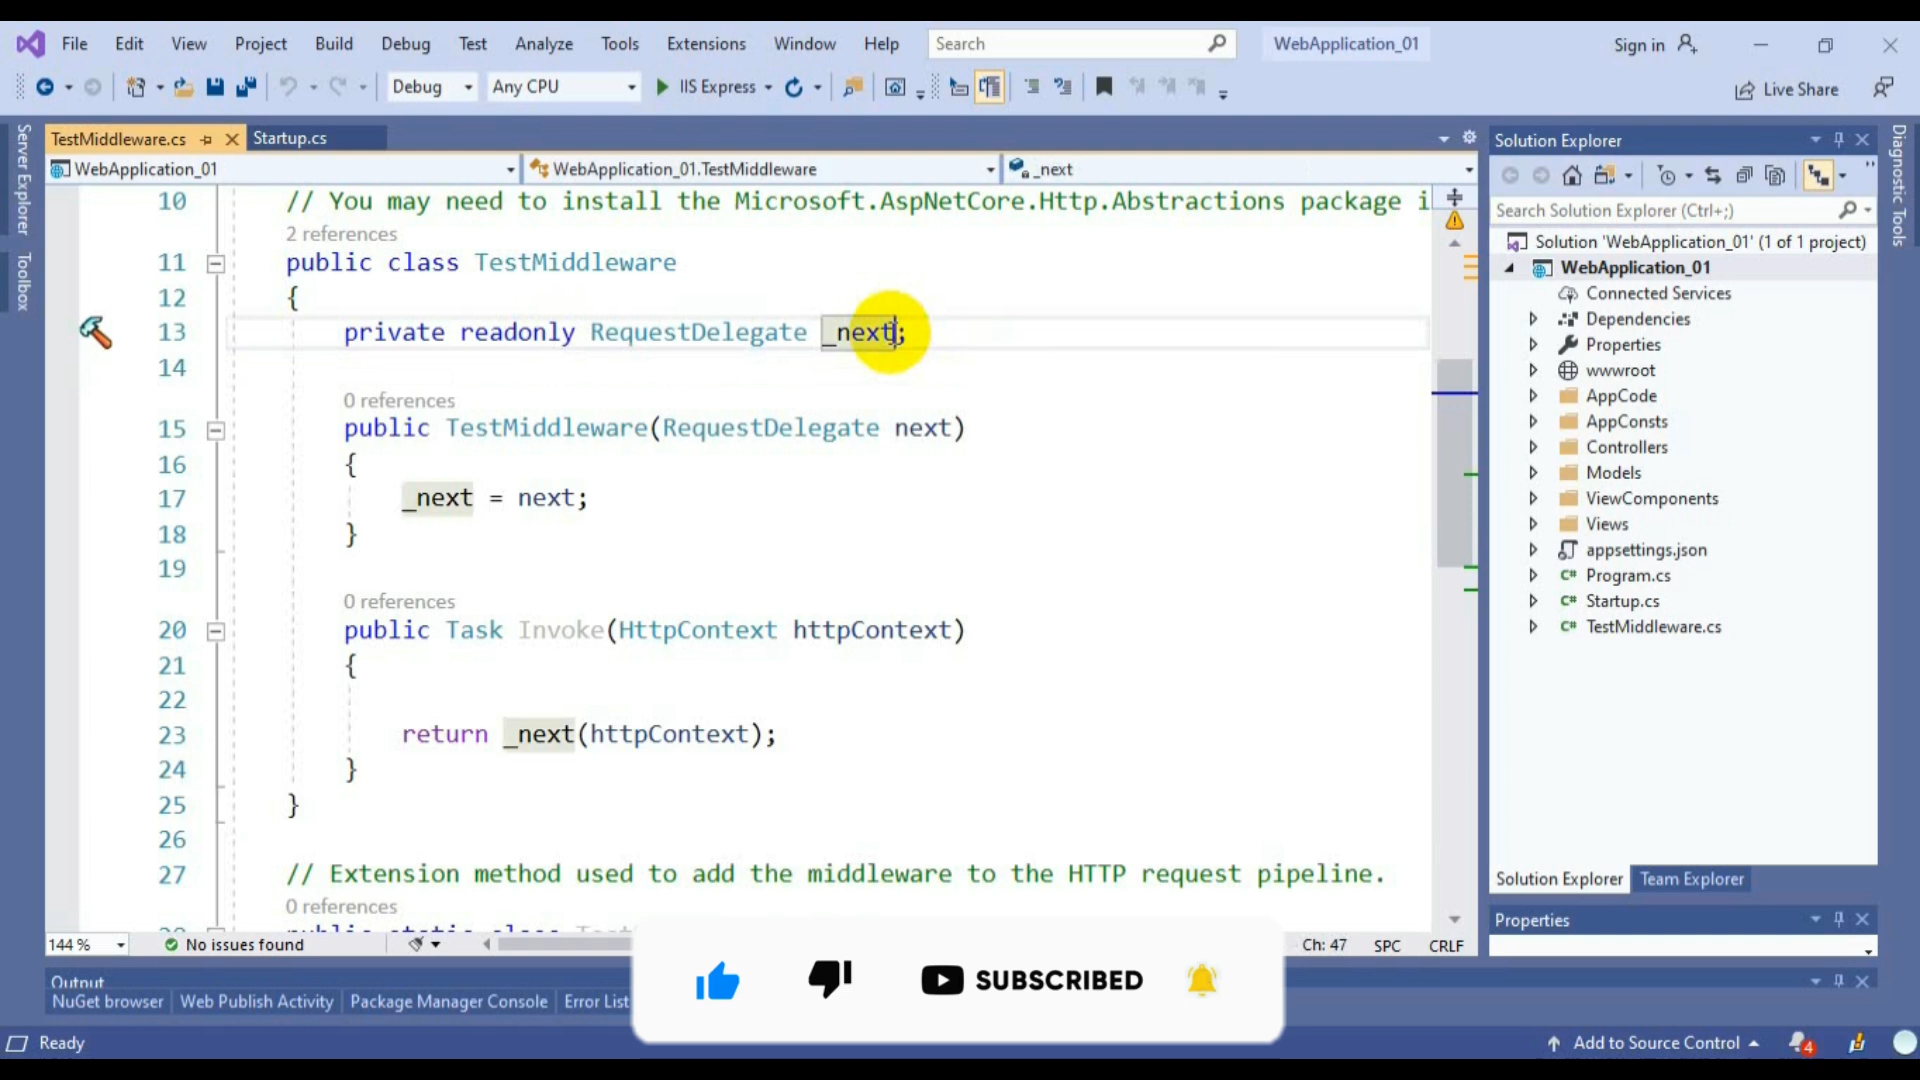 File Edit View Project Build Debug Test Analyze Tools Extensions Window Help Search WebApplication_01 Sign in
Debug Any CPU IIS Express Live Share
Server Explorer
Toolbox
TestMiddleware.cs Startup.cs
WebApplication_01 WebApplication_01.TestMiddleware _next
10 // You may need to install the Microsoft.AspNetCore.Http.Abstractions package i
2 references
11 public class TestMiddleware
12 {
13 private readonly RequestDelegate _next;
14
0 references
15 public TestMiddleware(RequestDelegate next)
16 {
17 _next = next;
18 }
19
0 references
20 public Task Invoke(HttpContext httpContext)
21 {
22
23 return _next(httpContext);
24 }
25 }
26
27 // Extension method used to add the middleware to the HTTP request pipeline.
0 references
public static class
144 % No issues found Ch: 47 SPC CRLF
Solution Explorer
Search Solution Explorer (Ctrl+;)
Solution 'WebApplication_01' (1 of 1 project)
WebApplication_01
Connected Services
Dependencies
Properties
wwwroot
AppCode
AppConsts
Controllers
Models
ViewComponents
Views
appsettings.json
C# Program.cs
C# Startup.cs
C# TestMiddleware.cs
Solution Explorer Team Explorer
Properties
Diagnostic Tools
Output
NuGet browser Web Publish Activity Package Manager Console Error List
SUBSCRIBED
Ready Add to Source Control 4